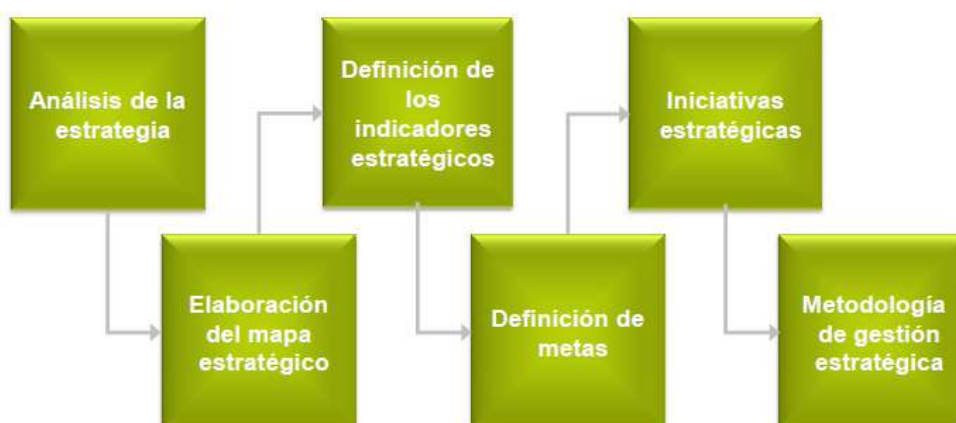 Análisis de la
estrategia
Elaboración
del mapa
estratégico
Definición de
los
indicadores
estratégicos
Definición de
metas
Iniciativas
estratégicas
Metodología
de gestión
estratégica